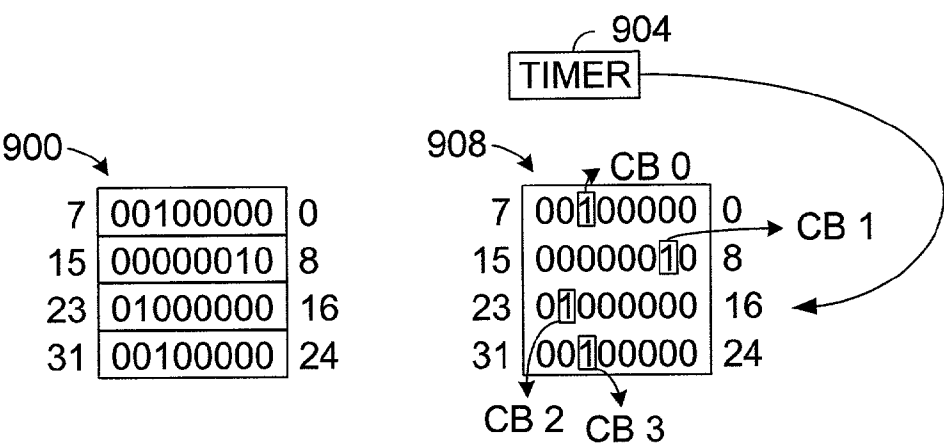 904
TIMER
900
7 00100000 0
15 00000010 8
23 01000000 16
31 00100000 24
908
CB 0
7 00100000 0
CB 1
15 00000010 8
23 01000000 16
31 00100000 24
CB 2
CB 3